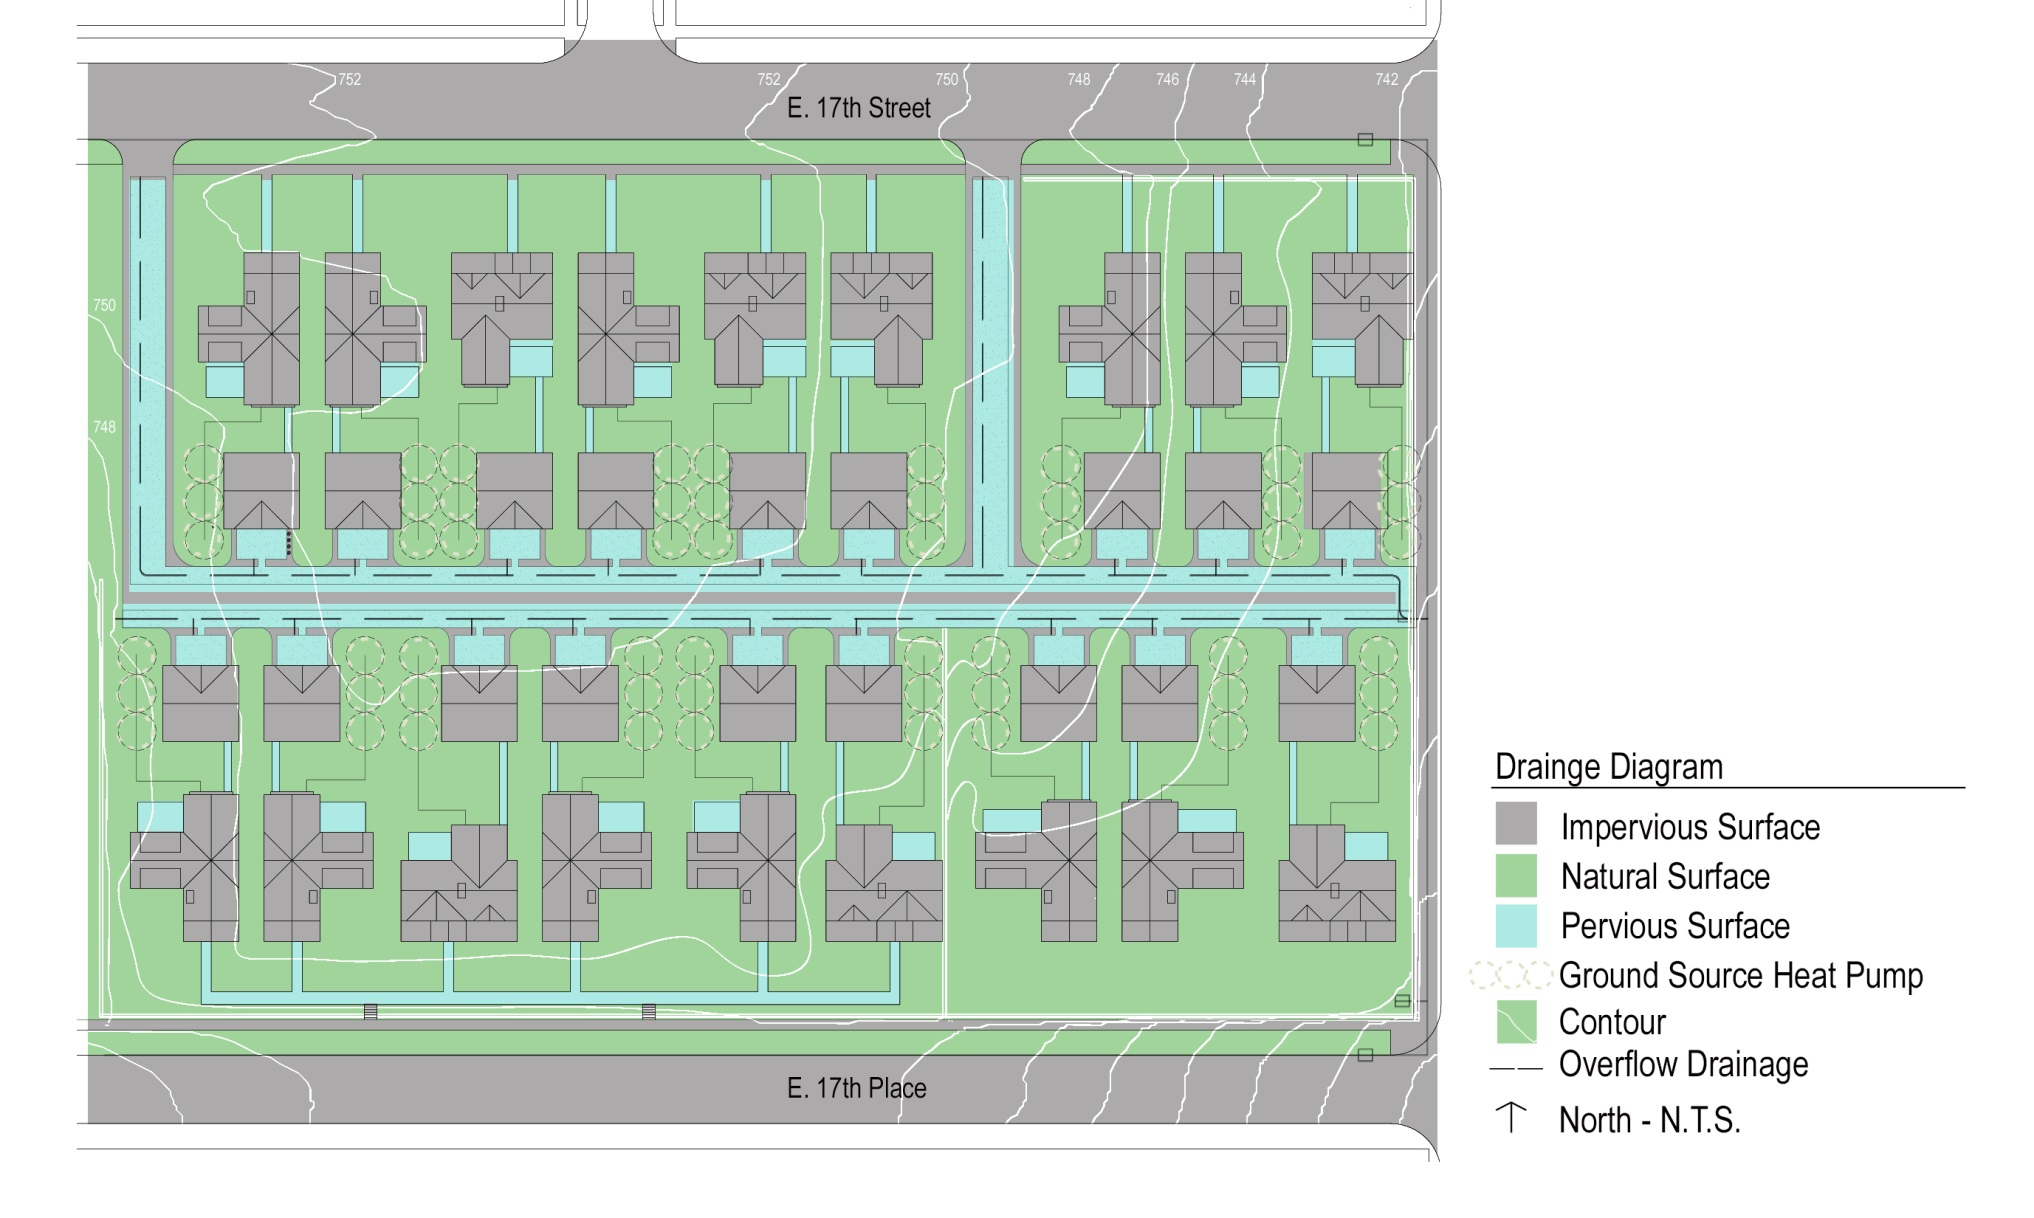 752
752
750
748
746
744
742
E. 17th Street
750
748
Drainge Diagram
Impervious Surface
Natural Surface
Pervious Surface
Ground Source Heat Pump
Contour
Overflow Drainage
E. 17th Place
North - N.T.S.